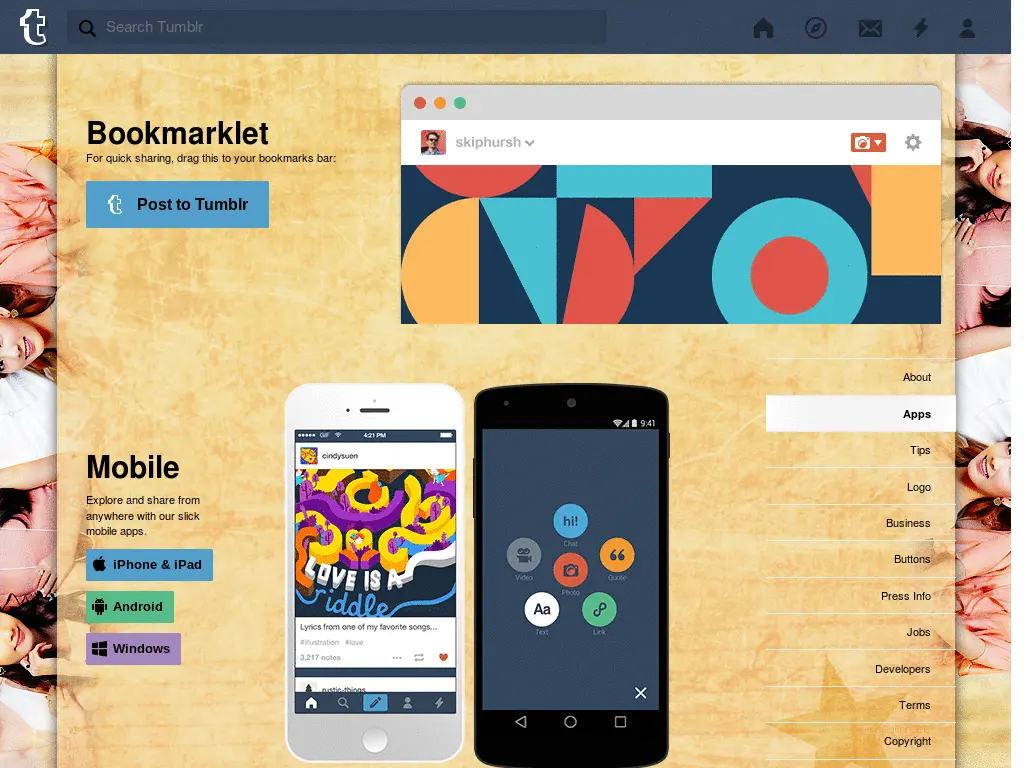 t
Search Tumblr
Bookmarklet
For quick sharing, drag this to your bookmarks bar:
t Post to Tumblr
skiphursh
Mobile
Explore and share from
anywhere with our slick
mobile apps.
iPhone & iPad
Android
Windows
GIF 4:21 PM
cindysuen
LOVE IS A
riddle
Lyrics from one of my favorite songs...
#illustration #love
3,217 notes
rustic-things
9:41
hi!
Chat
Video
Photo
Quote
Aa
Text
Link
About
Apps
Tips
Logo
Business
Buttons
Press Info
Jobs
Developers
Terms
Copyright